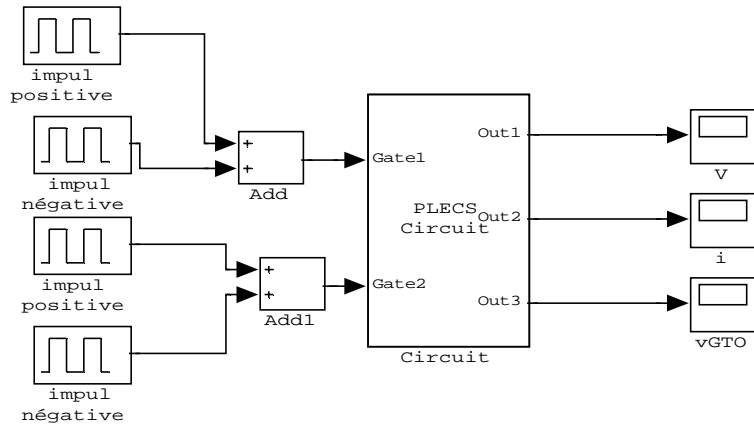 impul
positive
impul
négative
+
+
Add
impul
positive
impul
négative
+
+
Add1
Gate1
Gate2
PLECS
Circuit
Out1
Out2
Out3
Circuit
V
i
vGTO